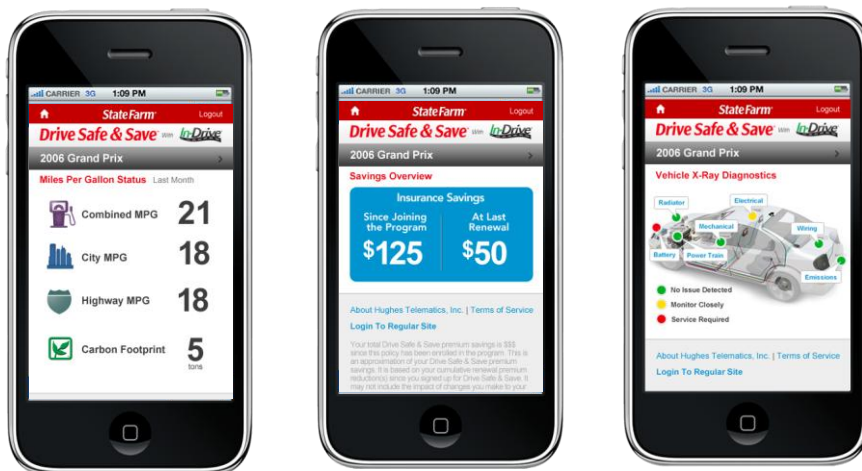 CARRIER 3G 1:09 PM
State Farm Logout
Drive Safe & Save With In-Drive
2006 Grand Prix >
Miles Per Gallon Status Last Month
Combined MPG 21
City MPG 18
Highway MPG 18
Carbon Footprint 5
tons
CARRIER 3G 1:09 PM
State Farm Logout
Drive Safe & Save With In-Drive
2006 Grand Prix >
Savings Overview
Insurance Savings
Since Joining
the Program
At Last
Renewal
$125 $50
About Hughes Telematics, Inc. | Terms of Service
Login To Regular Site
Your total Drive Safe & Save premium savings is $$$
since this policy has been enrolled in the program. This is
an approximation of your Drive Safe & Save premium
savings. It is based on your cumulative renewal premium
reduction(s) since you signed up for Drive Safe & Save. It
may not include the impact of changes you make to your
CARRIER 3G 1:09 PM
State Farm Logout
Drive Safe & Save With In-Drive
2006 Grand Prix >
Vehicle X-Ray Diagnostics
Radiator
Electrical
Mechanical
Wiring
Battery
Power Train
Emissions
No Issue Detected
Monitor Closely
Service Required
About Hughes Telematics, Inc. | Terms of Service
Login To Regular Site